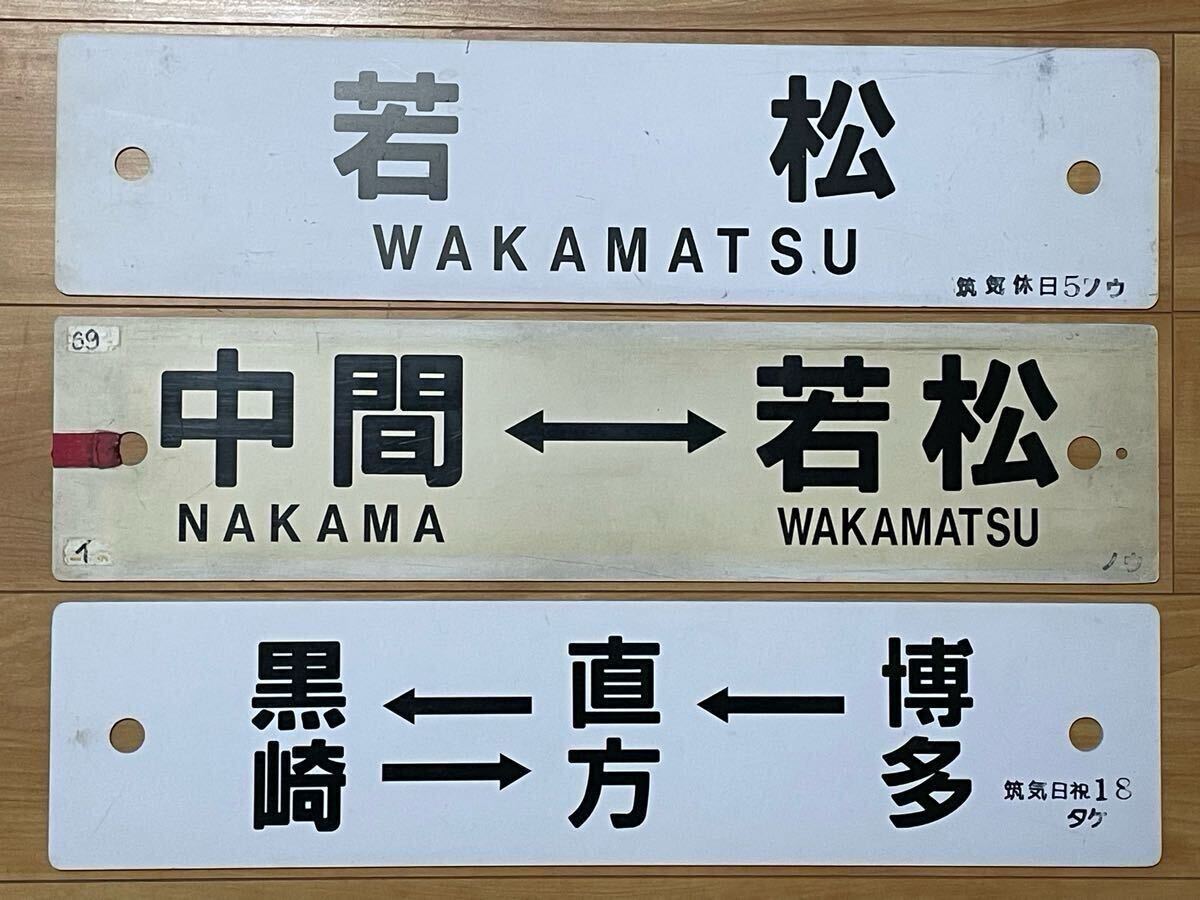 若松
WAKAMATSU
筑気休日5ソウ
69
中間 ↔ 若松
NAKAMA WAKAMATSU
イ
ノウ
黒崎 ← → 直方 ← 博多
筑気日祝18
タケ